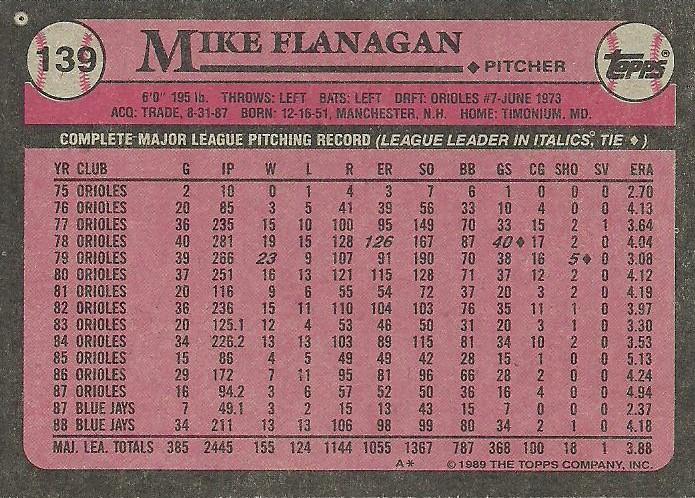 139
MIKE FLANAGAN
PITCHER
TOPPS
6'0" 195 lb. THROWS: LEFT BATS: LEFT DRFT: ORIOLES #7-JUNE 1973
ACQ: TRADE, 8-31-87 BORN: 12-16-51, MANCHESTER, N.H. HOME: TIMONIUM, MD.
COMPLETE MAJOR LEAGUE PITCHING RECORD (LEAGUE LEADER IN ITALICS, TIE ♦)
YR CLUB G IP W L R ER SO BB GS CG SHO SV ERA
75 ORIOLES 2 10 0 1 4 3 7 6 1 0 0 0 2.70
76 ORIOLES 20 85 3 5 41 39 56 33 10 4 0 0 4.13
77 ORIOLES 36 235 15 10 100 95 149 70 33 15 2 1 3.64
78 ORIOLES 40 281 19 15 128 126 167 87 40♦ 17 2 0 4.04
79 ORIOLES 39 266 23 9 107 91 190 70 38 16 5♦ 0 3.08
80 ORIOLES 37 251 16 13 121 115 128 71 37 12 2 0 4.12
81 ORIOLES 20 116 9 6 55 54 72 37 20 3 2 0 4.19
82 ORIOLES 36 236 15 11 110 104 103 76 35 11 1 0 3.97
83 ORIOLES 20 125.1 12 4 53 46 50 31 20 3 1 0 3.30
84 ORIOLES 34 226.2 13 13 103 89 115 81 34 10 2 0 3.53
85 ORIOLES 15 86 4 5 49 49 42 28 15 1 0 0 5.13
86 ORIOLES 29 172 7 11 95 81 96 66 28 2 0 0 4.24
87 ORIOLES 16 94.2 3 6 57 52 50 36 16 4 0 0 4.94
87 BLUE JAYS 7 49.1 3 2 15 13 43 15 7 0 0 0 2.37
88 BLUE JAYS 34 211 13 13 106 98 99 80 34 2 1 0 4.18
MAJ. LEA. TOTALS 385 2445 155 124 1144 1055 1367 787 368 100 18 1 3.88
A* © 1989 THE TOPPS COMPANY, INC.